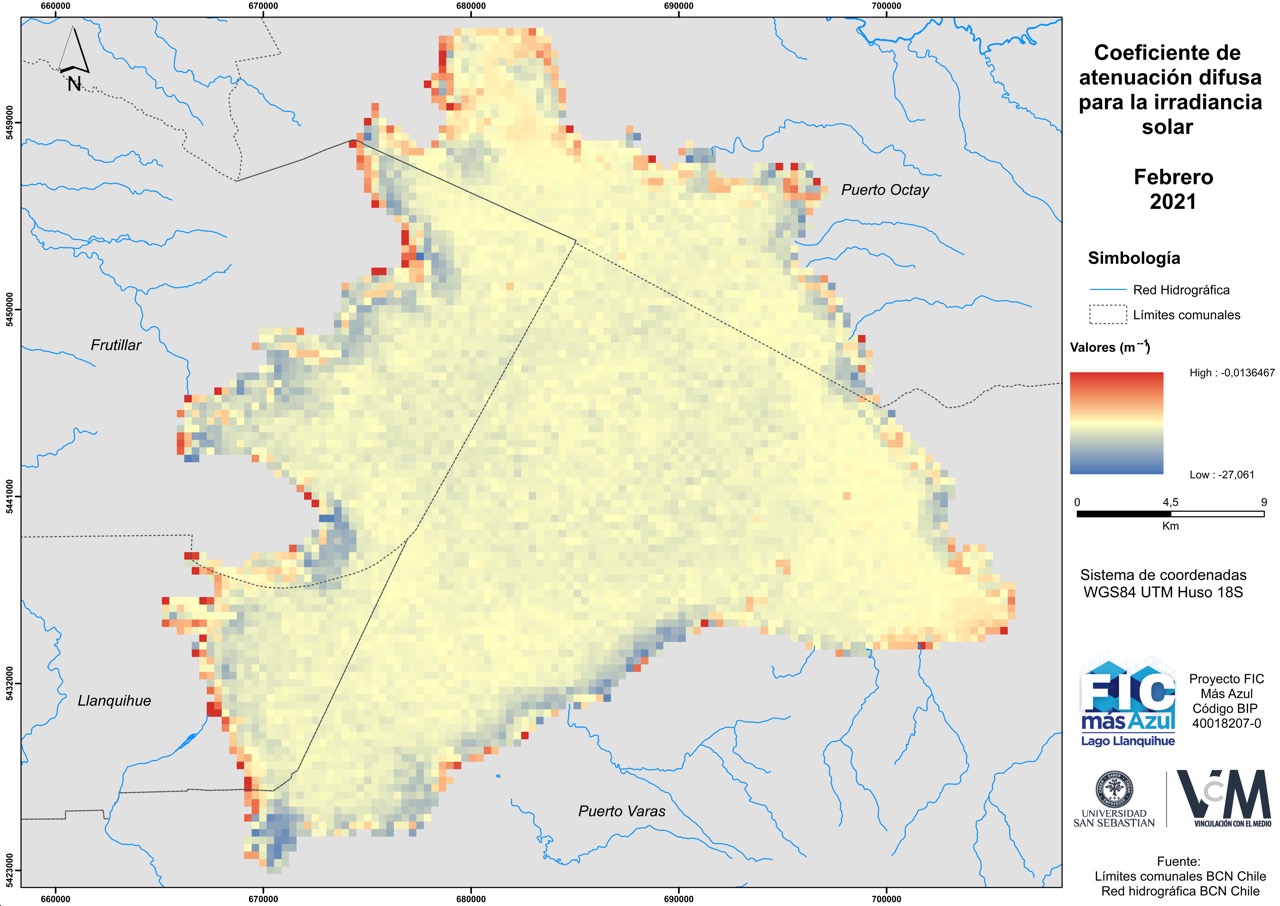 660000 670000 680000 690000 700000
5459000
5450000
5441000
5432000
5423000
N
Puerto Octay
Frutillar
Llanquihue
Puerto Varas
660000 670000 680000 690000 700000
Coeficiente de
atenuación difusa
para la irradiancia
solar
Febrero
2021
Simbología
Red Hidrográfica
Límites comunales
Valores (m⁻¹)
High : -0,0136467
Low : -27,061
0 4,5 9
Km
Sistema de coordenadas
WGS84 UTM Huso 18S
FIC
más Azul
Lago Llanquihue
Proyecto FIC
Más Azul
Código BIP
40018207-0
UNIVERSIDAD
SAN SEBASTIAN
VcM
VINCULACIÓN CON EL MEDIO
Fuente:
Límites comunales BCN Chile
Red hidrográfica BCN Chile